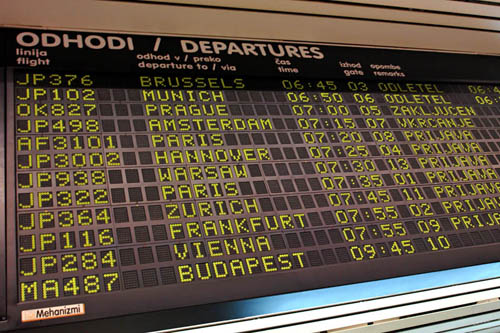 ODHODI / DEPARTURES
linija odhod v / preko čas izhod opombe
flight departure to / via time gate remarks
JP376 BRUSSELS 06:45 03 ODLETEL
JP102 MUNICH 06:50 06 ODLETEL
OK827 PRAGUE 07:00 05 ZAKLJUCEN
JP498 AMSTERDAM 07:15 VKRCANJE
AF3101 PARIS 07:20 08 PRIJAVA
JP3002 HANNOVER 07:25 04 PRIJAVA
JP938 WARSAW 07:30 13 PRIJAVA
JP322 PARIS 07:35 01 PRIJAVA
JP364 ZURICH 07:45 11 PRIJAVA
JP116 FRANKFURT 07:55 02 PRIJAVA
JP284 VIENNA 07:55 09 PRIJ
MA487 BUDAPEST 09:45 10
Mehanizmi